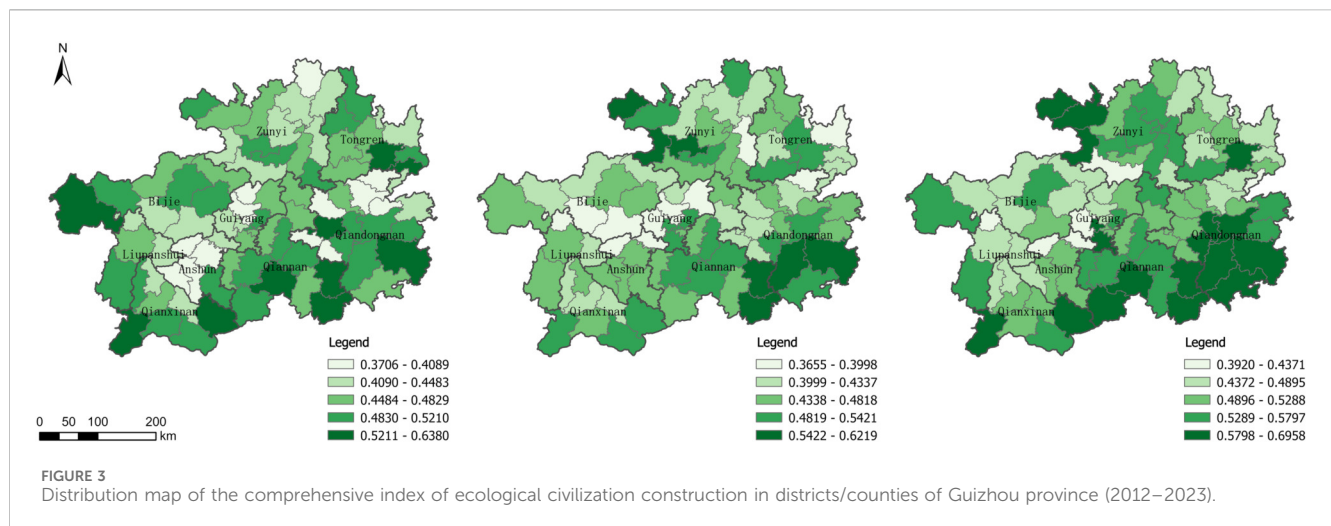 N
Zunyi
Tongren
Bijie
Guiyang
Qiandongnan
Liupanshui
Anshun
Qiannan
Qianxinan
Legend
0.3706 - 0.4089
0.4090 - 0.4483
0.4484 - 0.4829
0.4830 - 0.5210
0.5211 - 0.6380
0 50 100 200
km
Zunyi
Tongren
Bijie
Guiyang
Qiandongnan
Liupanshui
Anshun
Qiannan
Qianxinan
Legend
0.3655 - 0.3998
0.3999 - 0.4337
0.4338 - 0.4818
0.4819 - 0.5421
0.5422 - 0.6219
Zunyi
Tongren
Bijie
Guiyang
Qiandongnan
Liupanshui
Anshun
Qiannan
Qianxinan
Legend
0.3920 - 0.4371
0.4372 - 0.4895
0.4896 - 0.5288
0.5289 - 0.5797
0.5798 - 0.6958
FIGURE 3
Distribution map of the comprehensive index of ecological civilization construction in districts/counties of Guizhou province (2012–2023).